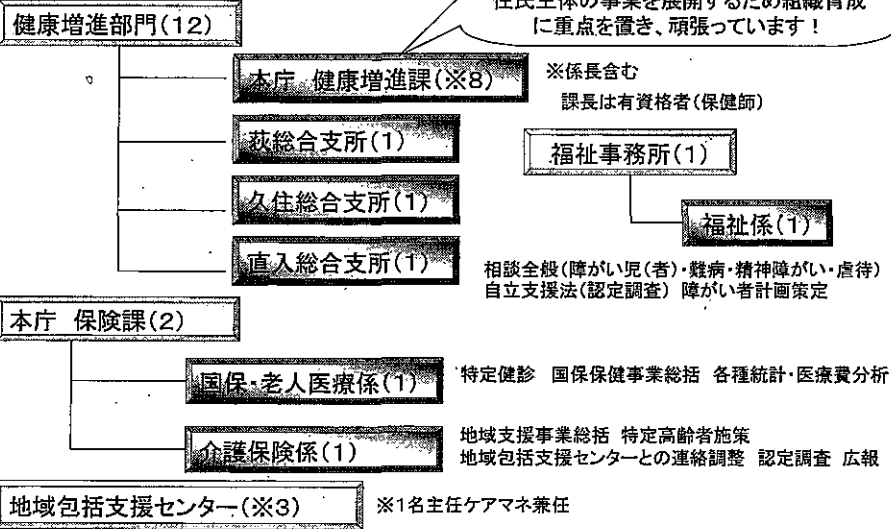 住民主体の事業を展開するため組織育成
に重点を置き、頑張っています！
健康増進部門(12)
本庁 健康増進課(※8)
※係長含む
課長は有資格者(保健師)
荻総合支所(1)
久住総合支所(1)
直入総合支所(1)
福祉事務所(1)
福祉係(1)
相談全般(障がい児(者)・難病・精神障がい・虐待)
自立支援法(認定調査) 障がい者計画策定
本庁 保険課(2)
国保・老人医療係(1)
特定健診 国保保健事業総括 各種統計・医療費分析
介護保険係(1)
地域支援事業総括 特定高齢者施策
地域包括支援センターとの連絡調整 認定調査 広報
地域包括支援センター(※3)
※1名主任ケアマネ兼任